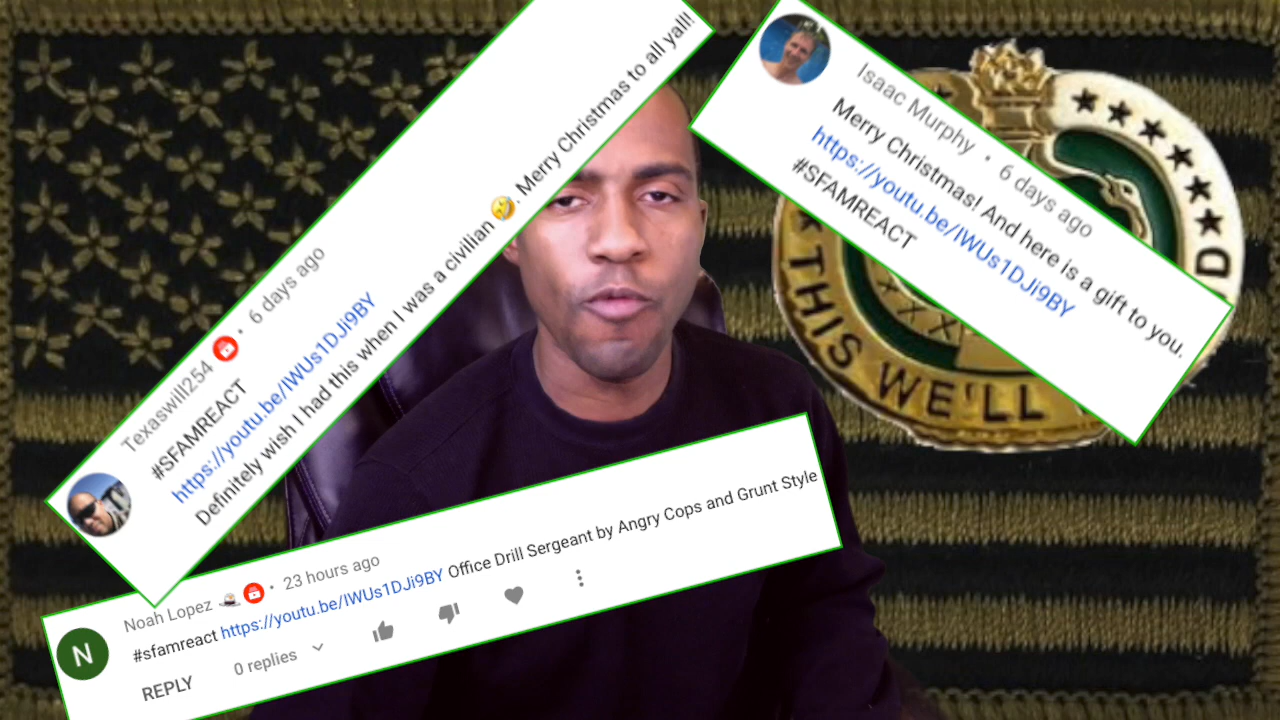 Texaswill254 • 6 days ago
#SFAMREACT
https://youtu.be/IWUs1DJi9BY
Definitely wish I had this when I was a civilian 🤣. Merry Christmas to all yall!
Isaac Murphy • 6 days ago
Merry Christmas! And here is a gift to you.
https://youtu.be/IWUs1DJi9BY
#SFAMREACT
THIS WE'LL D
Noah Lopez • 23 hours ago
#sfamreact https://youtu.be/IWUs1DJi9BY Office Drill Sergeant by Angry Cops and Grunt Style
0 replies
REPLY
N